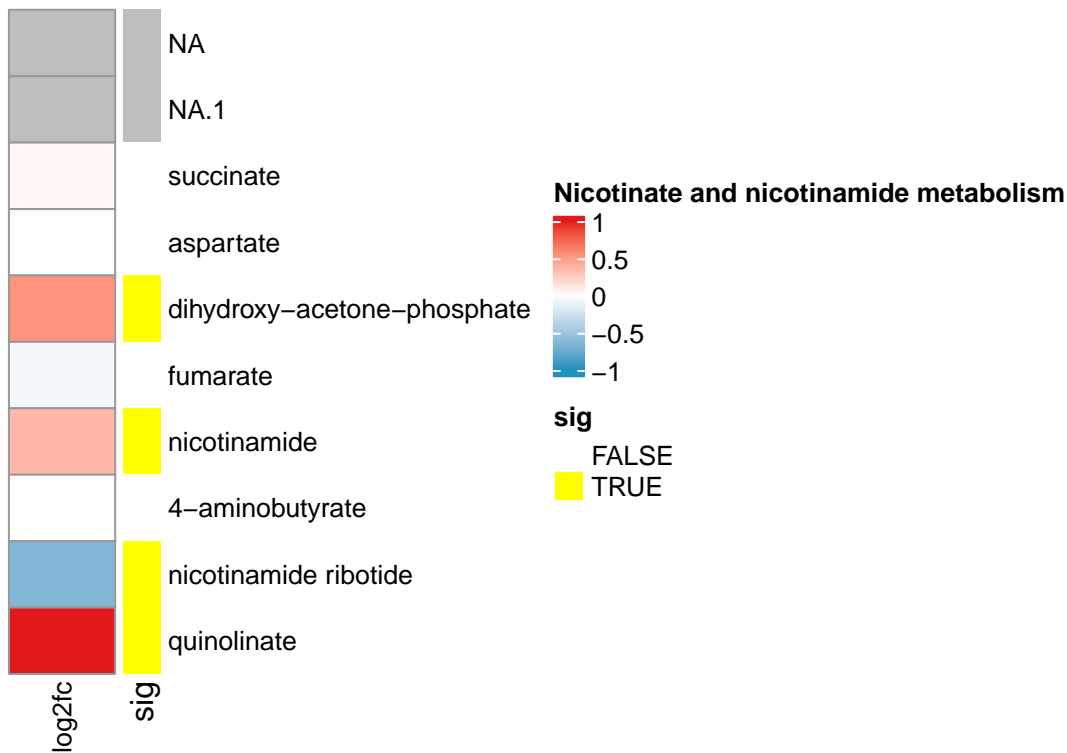 NA
NA.1
succinate
aspartate
dihydroxy−acetone−phosphate
fumarate
nicotinamide
4−aminobutyrate
nicotinamide ribotide
quinolinate
log2fc
sig
Nicotinate and nicotinamide metabolism
1
0.5
0
−0.5
−1
sig
FALSE
TRUE